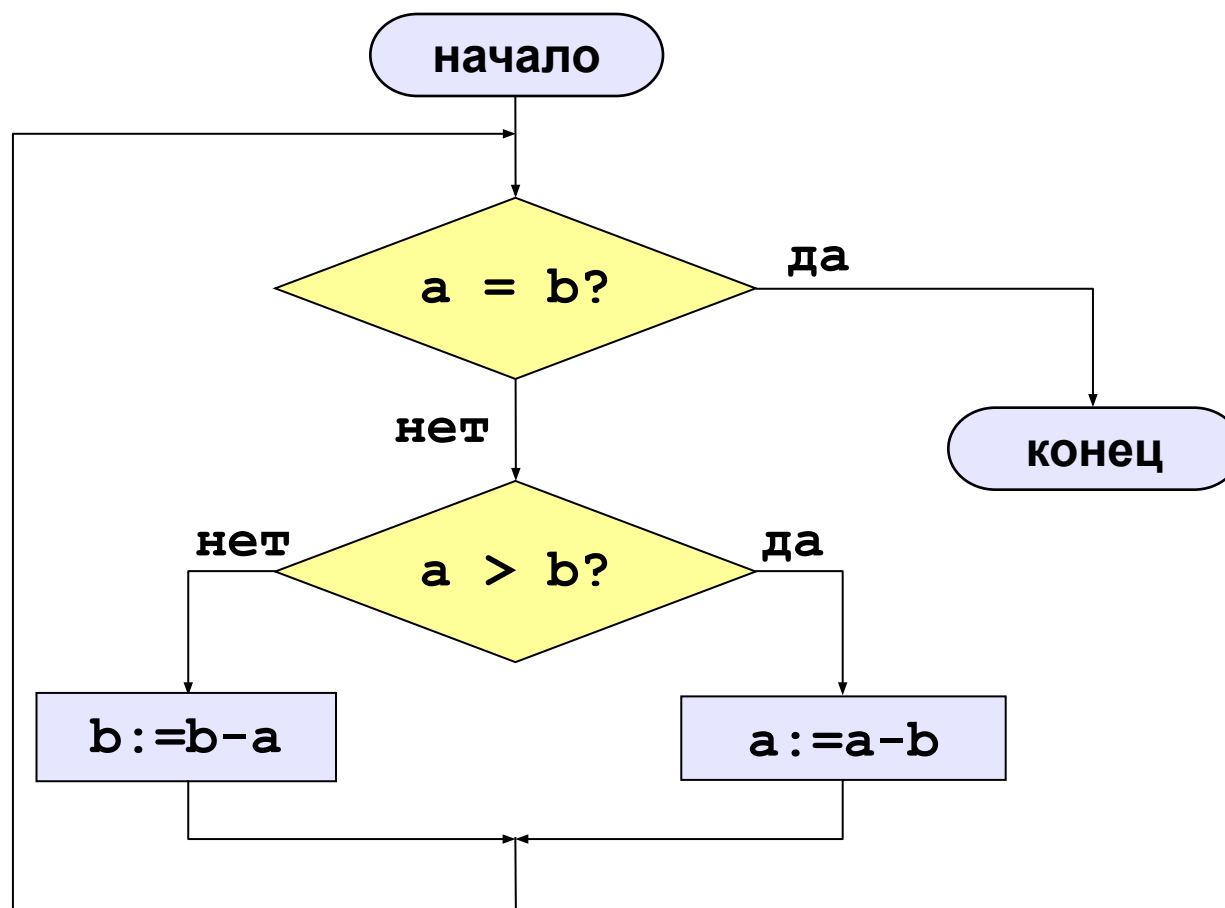 начало
a = b?
да
нет
конец
a > b?
нет
да
b:=b-a
a:=a-b